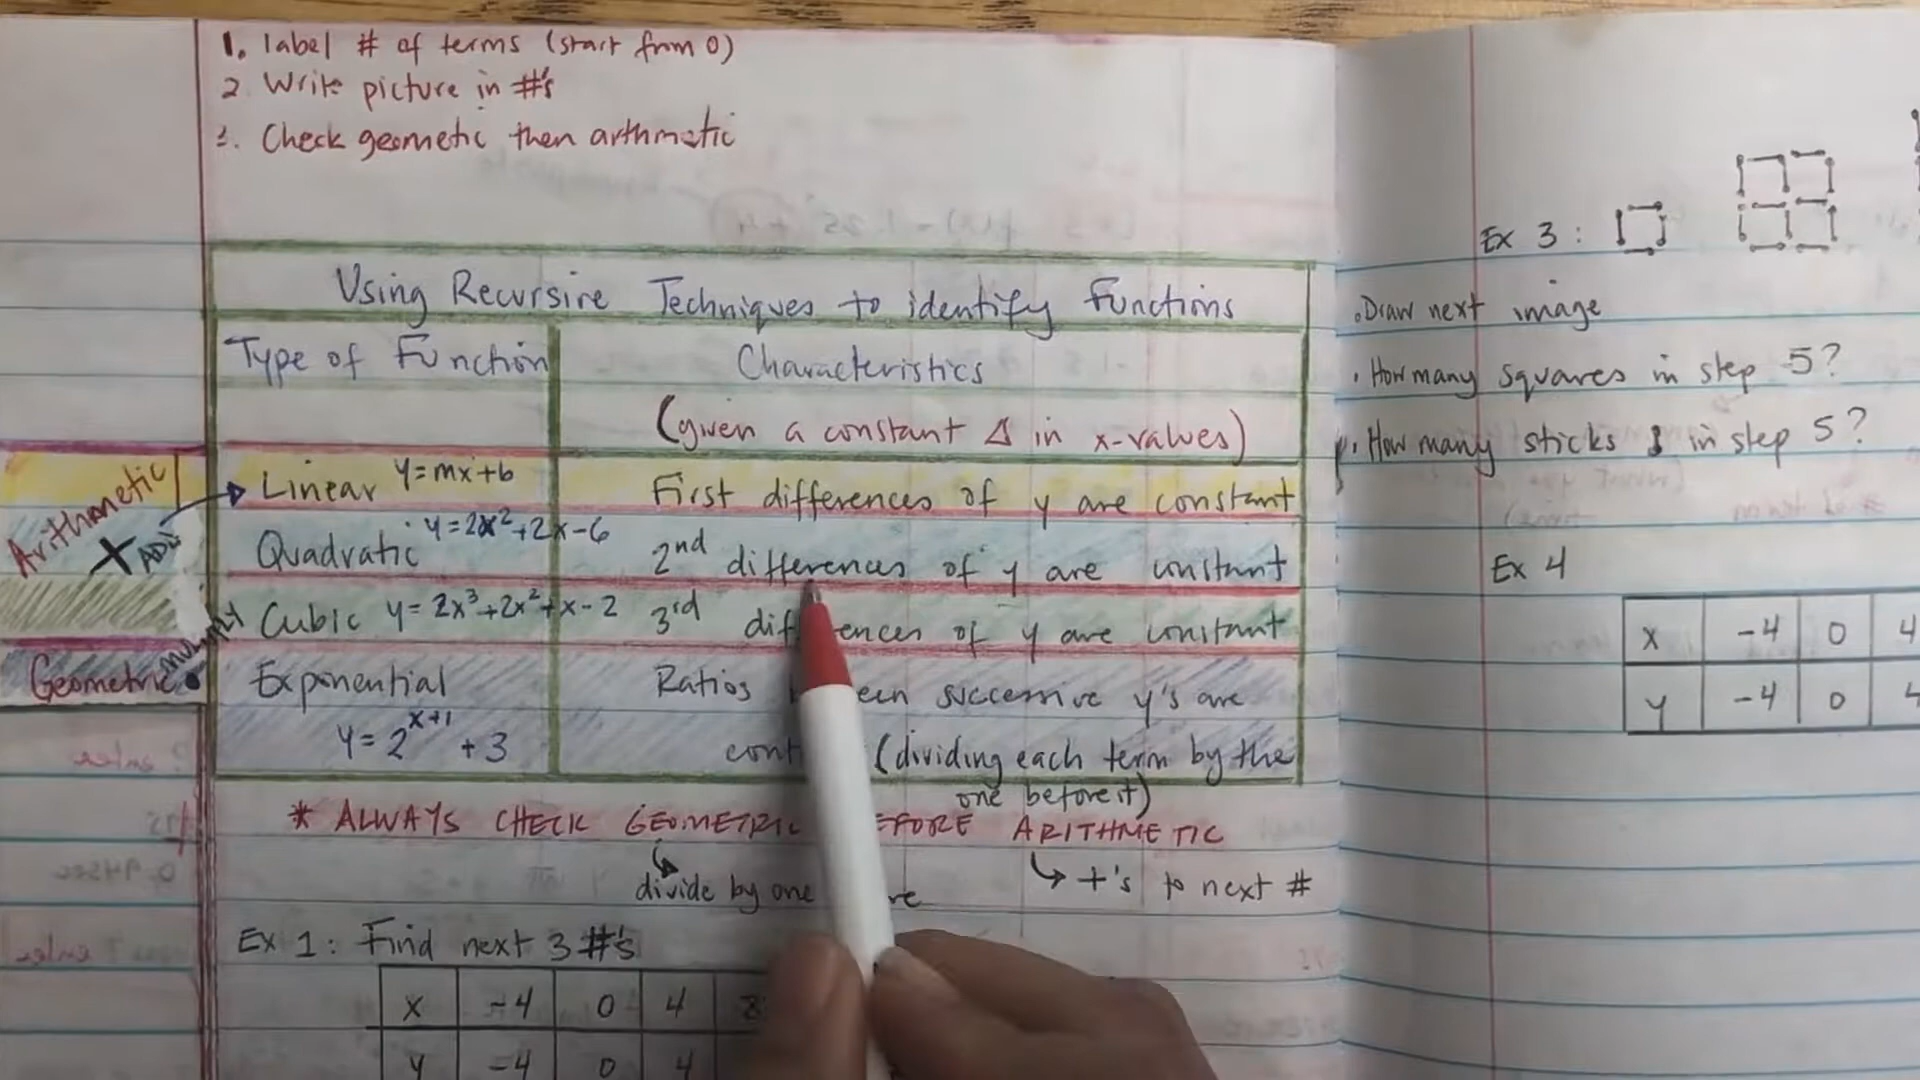 1. label # of terms (start from 0)
2 Write picture in #'s
3. Check geometic then arthmetic
Using Recursire Techniques to identify Functions
Type of Function
Characteristics
(given a constant Δ in x-values)
Arithmetic
ADD
Linear y=mx+b
First differences of y are constant
Quadratic y=2x²+2x-6
2nd differences of y are constant
Cubic y=2x³+2x²+x-2
3rd differences of y are constant
Geometric
Exponential
y=2^(x+1)+3
Ratios successive y's are
(dividing each term by the
one before it)
* ALWAYS CHECK GEOMETRIC ARITHMETIC
divide by one
↳ +'s to next #
Ex 1: Find next 3 #'s
x -4 0 4
y -4 0 4
Ex 3:
.Draw next image
. How many squares in step 5?
. How many sticks in step 5?
Ex 4
x -4 0 4
y -4 0